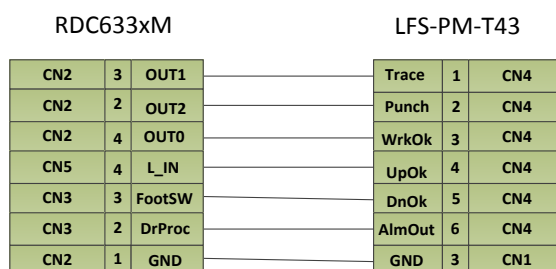 RDC633xM LFS-PM-T43
CN2 3 OUT1 Trace 1 CN4
CN2 2 OUT2 Punch 2 CN4
CN2 4 OUT0 WrkOk 3 CN4
CN5 4 L_IN UpOk 4 CN4
CN3 3 FootSW DnOk 5 CN4
CN3 2 DrProc AlmOut 6 CN4
CN2 1 GND GND 3 CN1